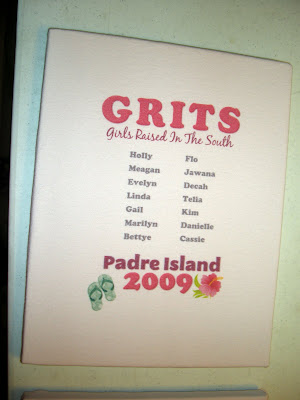 GRITS
Girls Raised In The South
Holly Flo
Meagan Jawana
Evelyn Decah
Linda Telia
Gail Kim
Marilyn Danielle
Bettye Cassie
Padre Island
2009